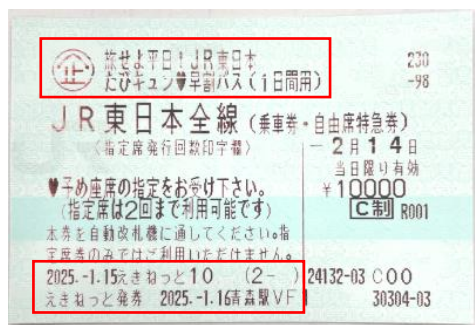 企 旅せよ平日!JR東日本 230
たびキュン♥早割パス(1日間用) -98
JR東日本全線(乗車券・自由席特急券)
(指定席発行回数印字欄) -2月14日
当日限り有効
♥予め座席の指定をお受け下さい。 ¥10000
(指定席は2回まで利用可能です) C制 R001
本券を自動改札機に通してください。指
定席券のみではご利用いただけません。
2025.-1.15えきねっと10 (2- ) 24132-03 C00
えきねっと発券 2025.-1.16青森駅VF1 30304-03